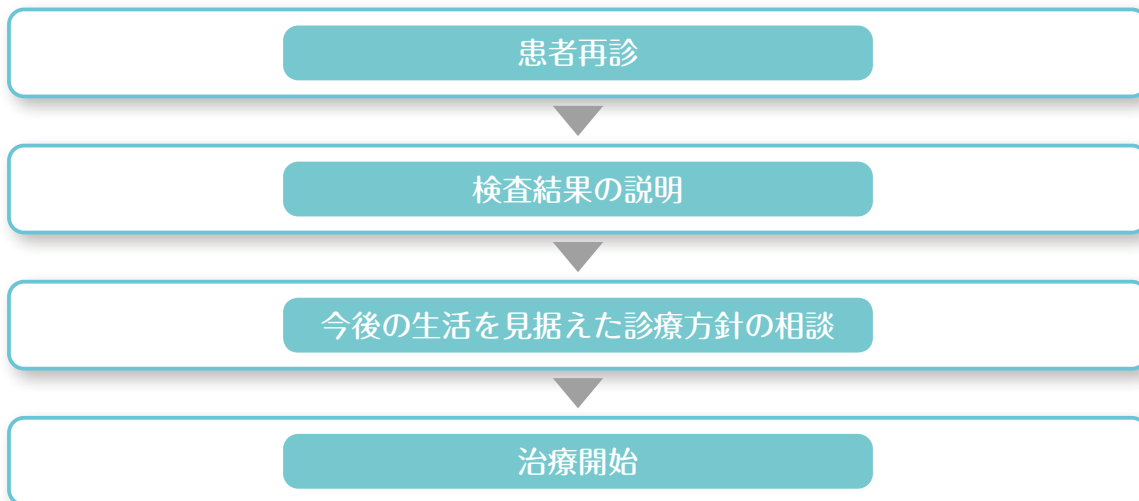 患者再診
検査結果の説明
今後の生活を見据えた診療方針の相談
治療開始